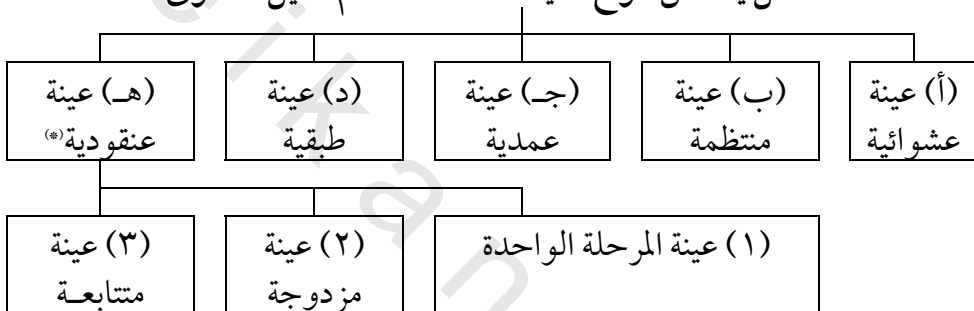 (أ) عينة
عشوائية
(ب) عينة
منتظمة
(جـ) عينة
عمدية
(د) عينة
طبقية
(هـ) عينة
عنقودية(*)
(١) عينة المرحلة الواحدة
(٢) عينة
مزدوجة
(٣) عينة
متتابعـة